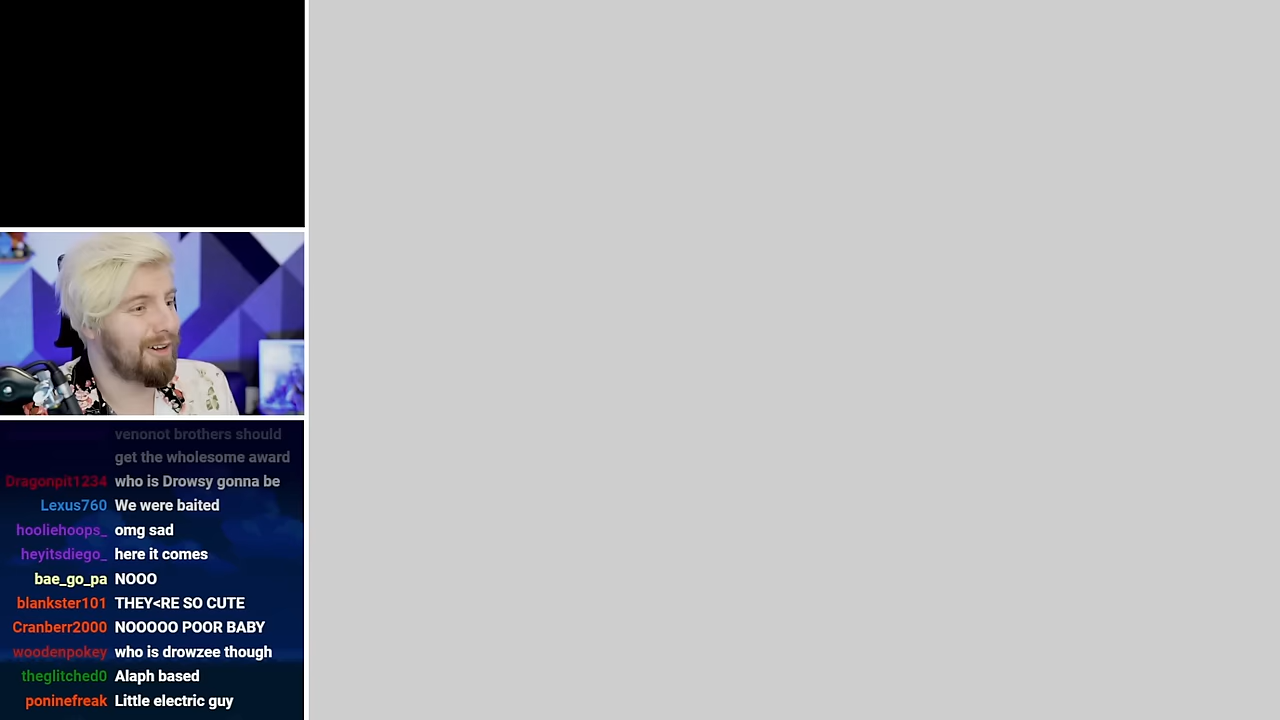 venonot brothers should
get the wholesome award
Dragonpit1234 who is Drowsy gonna be
Lexus760 We were baited
hooliehoops_ omg sad
heyitsdiego_ here it comes
bae_go_pa NOOO
blankster101 THEY<RE SO CUTE
Cranberr2000 NOOOOO POOR BABY
woodenpokey who is drowzee though
theglitched0 Alaph based
poninefreak Little electric guy